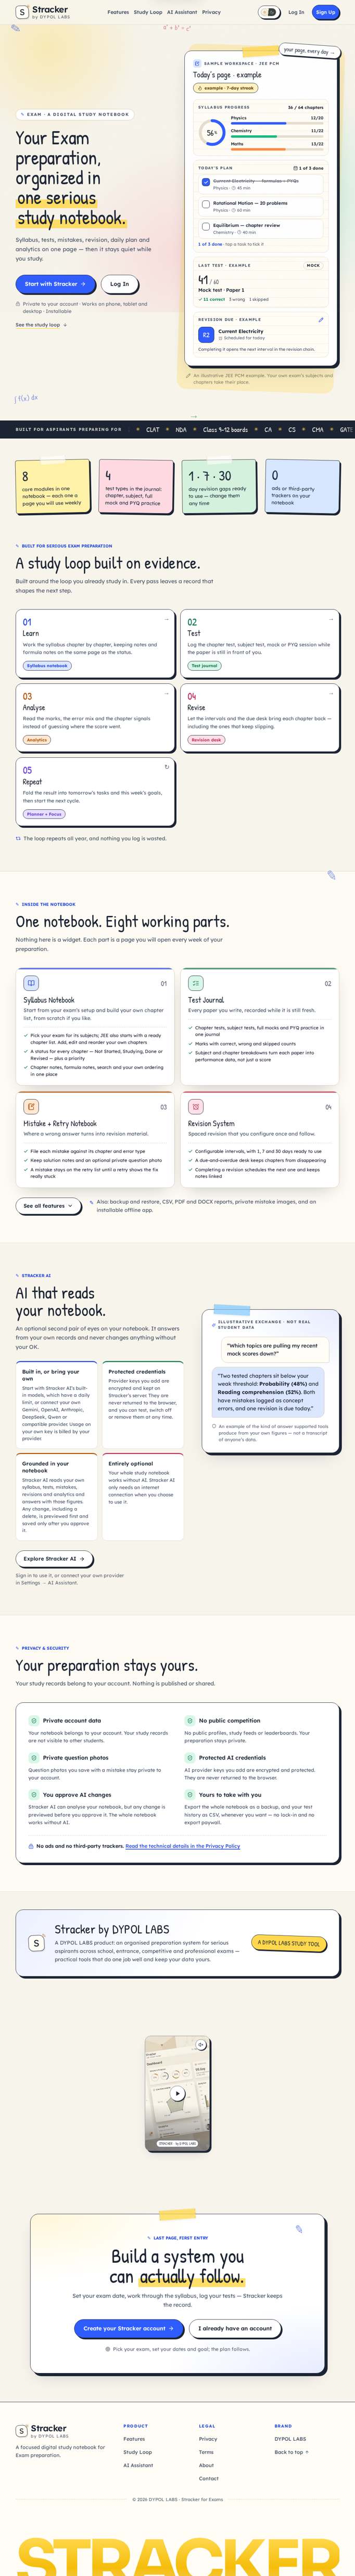 S Stracker
by DYPOL LABS
Features Study Loop AI Assistant Privacy
Log In Sign Up
a² + b² = c²
EXAM · A DIGITAL STUDY NOTEBOOK
Your Exam
preparation,
organized in
one serious
study notebook.
Syllabus, tests, mistakes, revision, daily plan and
analytics on one page — then it stays quiet while
you study.
Start with Stracker →
Log In
Private to your account · Works on phone, tablet and
desktop · Installable
See the study loop ↓
∫ f(x) dx
your page, every day →
SAMPLE WORKSPACE · JEE PCM
Today's page · example
example · 7-day streak
SYLLABUS PROGRESS 36 / 64 chapters
56%
Physics 12/20
Chemistry 11/22
Maths 13/22
TODAY'S PLAN 1 of 3 done
Current Electricity — formulas + PYQs
Physics · 45 min
Rotational Motion — 20 problems
Physics · 60 min
Equilibrium — chapter review
Chemistry · 40 min
1 of 3 done · tap a task to tick it
LAST TEST · EXAMPLE MOCK
41 / 60
Mock test · Paper 1
✓ 11 correct 3 wrong 1 skipped
REVISION DUE · EXAMPLE
R2
Current Electricity
Scheduled for today
Completing it opens the next interval in the revision chain.
An illustrative JEE PCM example. Your own exam's subjects and
chapters take their place.
BUILT FOR ASPIRANTS PREPARING FOR CLAT NDA Class 9–12 boards CA CS CMA GATE
8
core modules in one
notebook — each one a
page you will use weekly
4
test types in the journal:
chapter, subject, full
mock and PYQ practice
1 · 7 · 30
day revision gaps ready
to use — change them
any time
0
ads or third-party
trackers on your
notebook
BUILT FOR SERIOUS EXAM PREPARATION
A study loop built on evidence.
Built around the loop you already study in. Every pass leaves a record that
shapes the next step.
01 →
Learn
Work the syllabus chapter by chapter, keeping notes and
formula notes on the same page as the status.
Syllabus notebook
02 →
Test
Log the chapter test, subject test, mock or PYQ session while
the paper is still in front of you.
Test journal
03 →
Analyse
Read the marks, the error mix and the chapter signals
instead of guessing where the score went.
Analytics
04 →
Revise
Let the intervals and the due desk bring each chapter back —
including the ones that keep slipping.
Revision desk
05 ↻
Repeat
Fold the result into tomorrow's tasks and this week's goals,
then start the next cycle.
Planner + Focus
The loop repeats all year, and nothing you log is wasted.
INSIDE THE NOTEBOOK
One notebook. Eight working parts.
Nothing here is a widget. Each part is a page you will open every week of your
preparation.
01
Syllabus Notebook
Start from your exam's setup and build your own chapter
list, from scratch if you like.
✓ Pick your exam for its subjects; JEE also starts with a ready
chapter list. Add, edit and reorder your own chapters
✓ A status for every chapter — Not Started, Studying, Done or
Revised — plus a priority
✓ Chapter notes, formula notes, search and your own ordering
in one place
02
Test Journal
Every paper you write, recorded while it is still fresh.
✓ Chapter tests, subject tests, full mocks and PYQ practice in
one journal
✓ Marks with correct, wrong and skipped counts
✓ Subject and chapter breakdowns turn each paper into
performance data, not just a score
03
Mistake + Retry Notebook
Where a wrong answer turns into revision material.
✓ File each mistake against its chapter and error type
✓ Keep solution notes and an optional private question photo
✓ A mistake stays on the retry list until a retry shows the fix
really stuck
04
Revision System
Spaced revision that you configure once and follow.
✓ Configurable intervals, with 1, 7 and 30 days ready to use
✓ A due-and-overdue desk keeps chapters from disappearing
✓ Completing a revision schedules the next one and keeps
notes linked
See all features
Also: backup and restore, CSV, PDF and DOCX reports, private mistake images, and an
installable offline app.
STRACKER AI
AI that reads
your notebook.
An optional second pair of eyes on your notebook. It answers
from your own records and never changes anything without
your OK.
Built in, or bring your
own
Start with Stracker AI's built-
in models, which have a daily
limit, or connect your own
Gemini, OpenAI, Anthropic,
DeepSeek, Qwen or
compatible provider. Usage on
your own key is billed by your
provider.
Protected credentials
Provider keys you add are
encrypted and kept on
Stracker's servers. They are
never returned to the browser,
and you can test, switch off
or remove them at any time.
Grounded in your
notebook
Stracker AI reads your own
syllabus, tests, mistakes,
revisions and analytics and
answers with those figures.
Any change, including a
delete, is previewed first and
saved only after you approve
it.
Entirely optional
Your whole study notebook
works without AI. Stracker AI
only needs an internet
connection when you choose
to use it.
Explore Stracker AI →
Sign in to use it, or connect your own provider
in Settings → AI Assistant.
ILLUSTRATIVE EXCHANGE · NOT REAL
STUDENT DATA
“Which topics are pulling my recent
mock scores down?”
“Two tested chapters sit below your
weak threshold: Probability (48%) and
Reading comprehension (52%). Both
have mistakes logged as concept
errors, and one revision is due today.”
An example of the kind of answer supported tools
produce from your own figures — not a transcript
of anyone's data.
PRIVACY & SECURITY
Your preparation stays yours.
Your study records belong to your account. Nothing is published or shared.
Private account data
Your notebook belongs to your account. Your study records
are not visible to other students.
No public competition
No public profiles, study feeds or leaderboards. Your
preparation stays private.
Private question photos
Question photos you save with a mistake stay private to
your account.
Protected AI credentials
AI provider keys you add are encrypted and protected.
They are never returned to the browser.
You approve AI changes
Stracker AI can analyse your notebook, but any change is
previewed before you approve it. The whole notebook
works without AI.
Yours to take with you
Export the whole notebook as a backup, and your test
history as CSV, whenever you want — no lock-in and no
export paywall.
No ads and no third-party trackers. Read the technical details in the Privacy Policy
S
Stracker by DYPOL LABS
A DYPOL LABS product: an organised preparation system for serious
aspirants across school, entrance, competitive and professional exams —
practical tools that do one job well and keep your data yours.
A DYPOL LABS STUDY TOOL
Dashboard
STRACKER · by DYPOL LABS
LAST PAGE, FIRST ENTRY
Build a system you
can actually follow.
Set your exam date, work through the syllabus, log your tests — Stracker keeps
the record.
Create your Stracker account →
I already have an account
Pick your exam, set your dates and goal; the plan follows.
S Stracker
by DYPOL LABS
A focused digital study notebook for
Exam preparation.
PRODUCT
Features
Study Loop
AI Assistant
LEGAL
Privacy
Terms
About
Contact
BRAND
DYPOL LABS
Back to top ↑
© 2026 DYPOL LABS · Stracker for Exams
STRACKER